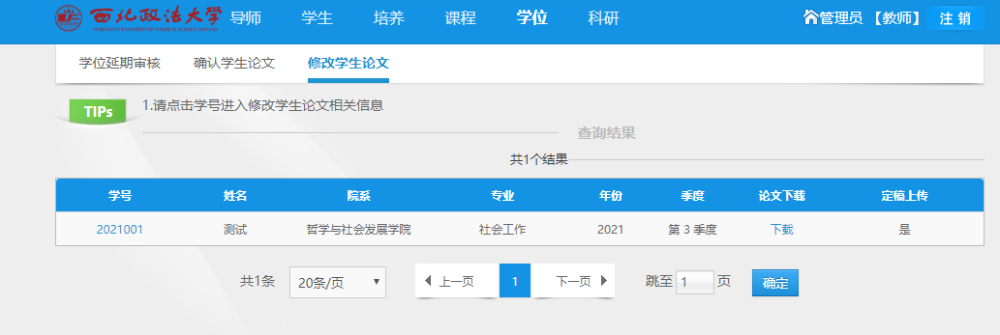 西北政法大学 导师 学生 培养 课程 学位 科研 管理员 【教师】 注 销
学位延期审核 确认学生论文 修改学生论文
TIPs 1.请点击学号进入修改学生论文相关信息
查询结果
共1个结果
学号 姓名 院系 专业 年份 季度 论文下载 定稿上传
2021001 测试 哲学与社会发展学院 社会工作 2021 第 3 季度 下载 是
共1条 20条/页 上一页 1 下一页 跳至 1 页 确定